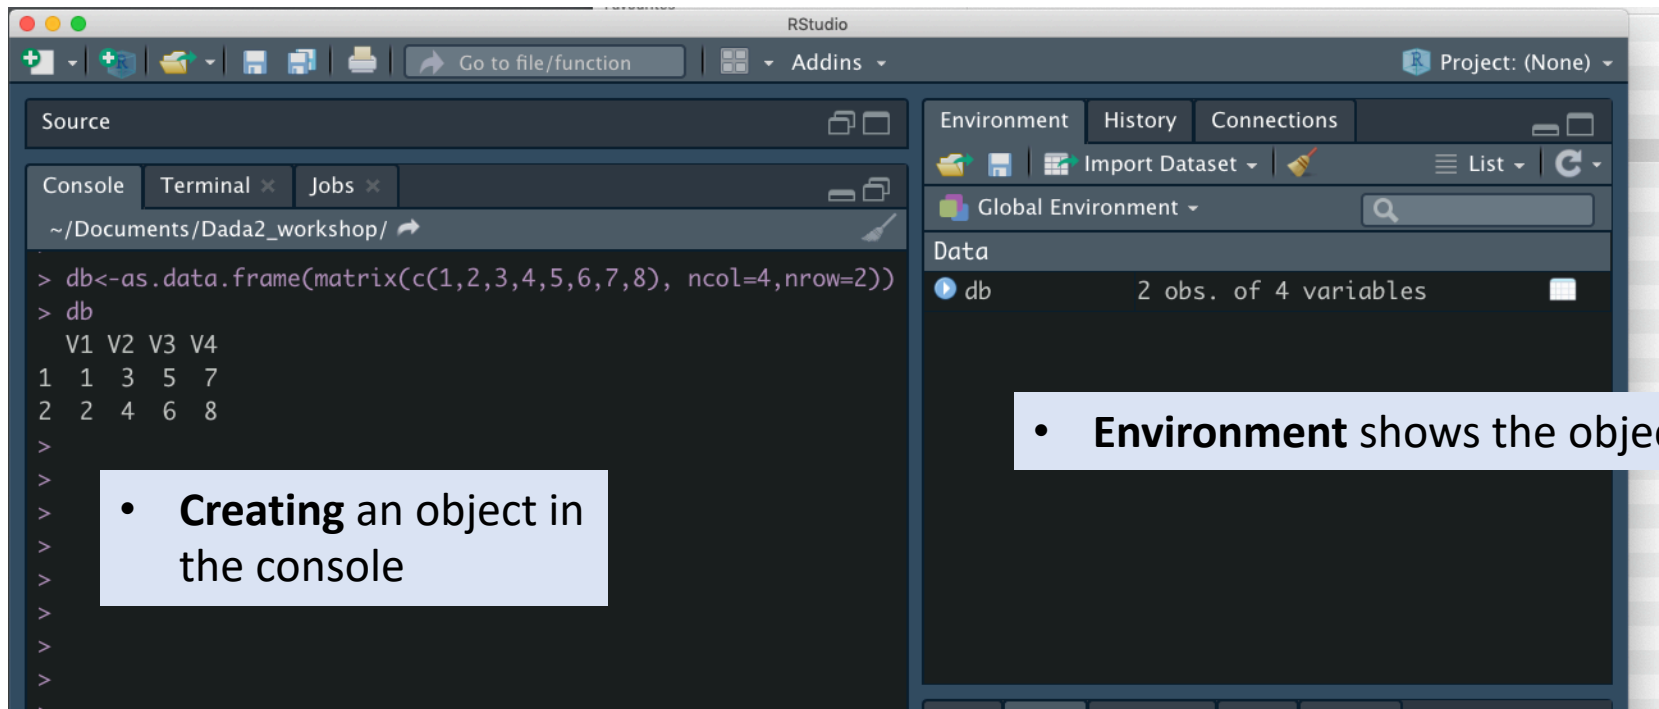 RStudio
Go to file/function
Addins
Project: (None)
Source
Console Terminal Jobs
~/Documents/Dada2_workshop/
> db<-as.data.frame(matrix(c(1,2,3,4,5,6,7,8), ncol=4,nrow=2))
> db
V1 V2 V3 V4
1 1 3 5 7
2 2 4 6 8
>
>
>
>
>
>
>
>
• Creating an object in
the console
Environment History Connections
Import Dataset List
Global Environment
Data
db 2 obs. of 4 variables
• Environment shows the objec